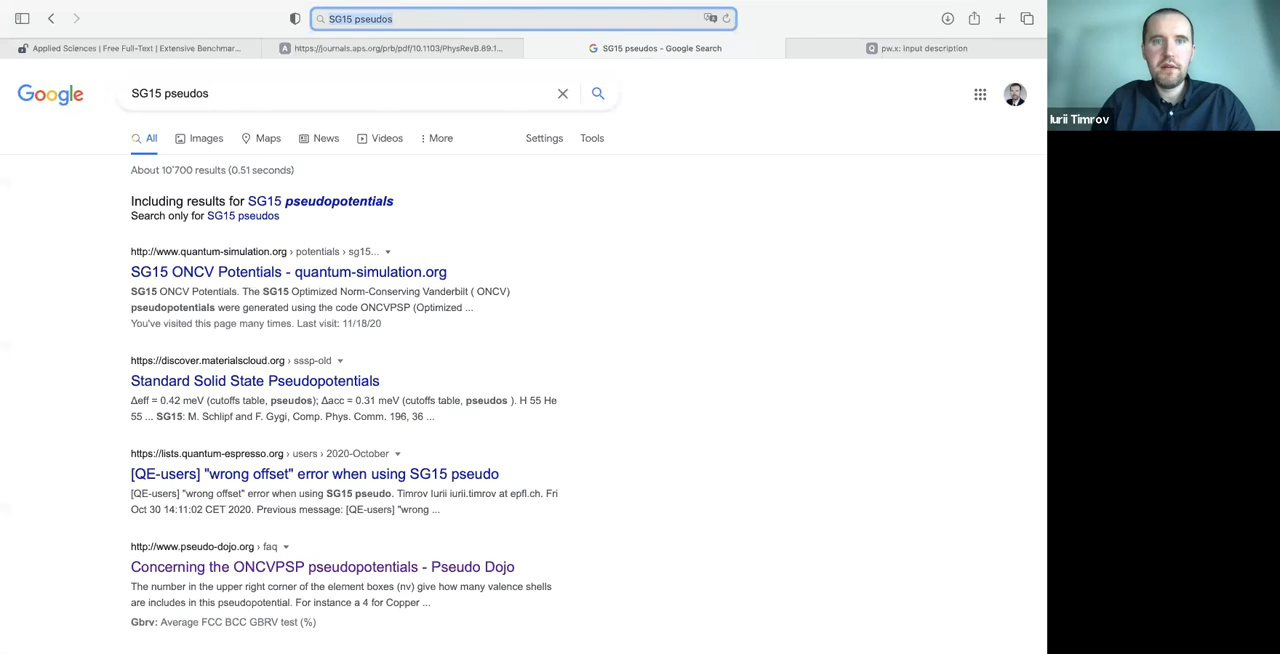 SG15 pseudos
Applied Sciences | Free Full-Text | Extensive Benchmar...
https://journals.aps.org/prb/pdf/10.1103/PhysRevB.89.1...
SG15 pseudos - Google Search
pw.x: input description
Iurii Timrov
Google
SG15 pseudos
All
Images
Maps
News
Videos
More
Settings
Tools
About 10'700 results (0.51 seconds)
Including results for SG15 pseudopotentials
Search only for SG15 pseudos
http://www.quantum-simulation.org › potentials › sg15...
SG15 ONCV Potentials - quantum-simulation.org
SG15 ONCV Potentials. The SG15 Optimized Norm-Conserving Vanderbilt ( ONCV)
pseudopotentials were generated using the code ONCVPSP (Optimized ...
You've visited this page many times. Last visit: 11/18/20
https://discover.materialscloud.org › sssp-old
Standard Solid State Pseudopotentials
Δeff = 0.42 meV (cutoffs table, pseudos); Δacc = 0.31 meV (cutoffs table, pseudos ). H 55 He
55 ... SG15: M. Schlipf and F. Gygi, Comp. Phys. Comm. 196, 36 ...
https://lists.quantum-espresso.org › users › 2020-October
[QE-users] "wrong offset" error when using SG15 pseudo
[QE-users] "wrong offset" error when using SG15 pseudo. Timrov Iurii iurii.timrov at epfl.ch. Fri
Oct 30 14:11:02 CET 2020. Previous message: [QE-users] "wrong ...
http://www.pseudo-dojo.org › faq
Concerning the ONCVPSP pseudopotentials - Pseudo Dojo
The number in the upper right corner of the element boxes (nv) give how many valence shells
are includes in this pseudopotential. For instance a 4 for Copper ...
Gbrv: Average FCC BCC GBRV test (%)